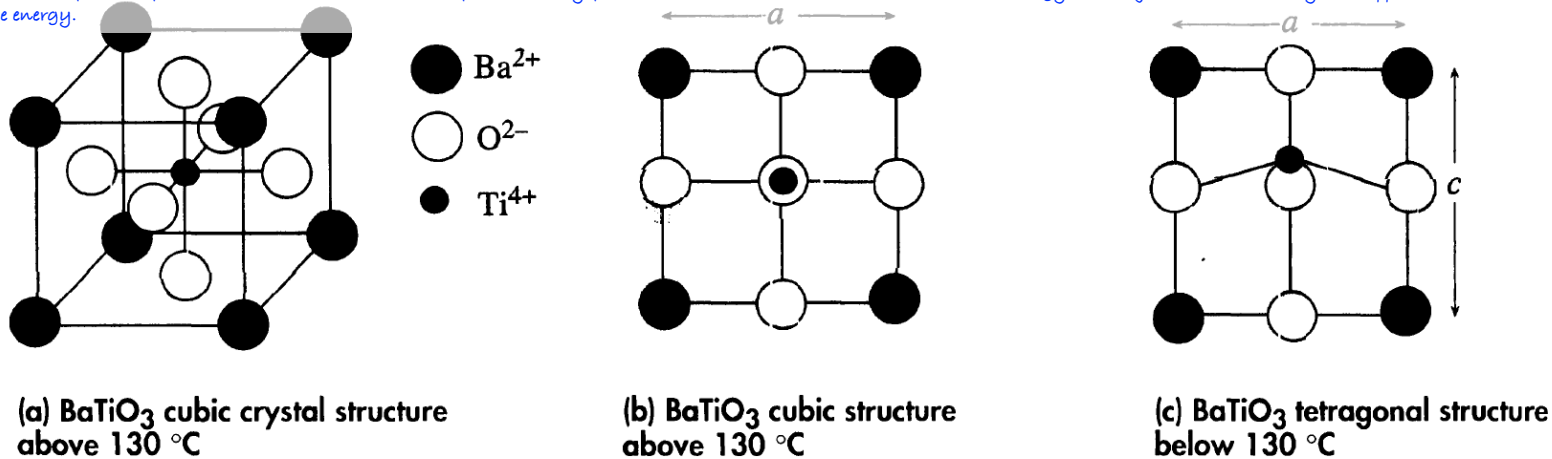 e energy.
a
a
Ba²⁺
O²⁻
Ti⁴⁺
c
(a) BaTiO₃ cubic crystal structure
above 130 °C
(b) BaTiO₃ cubic structure
above 130 °C
(c) BaTiO₃ tetragonal structure
below 130 °C